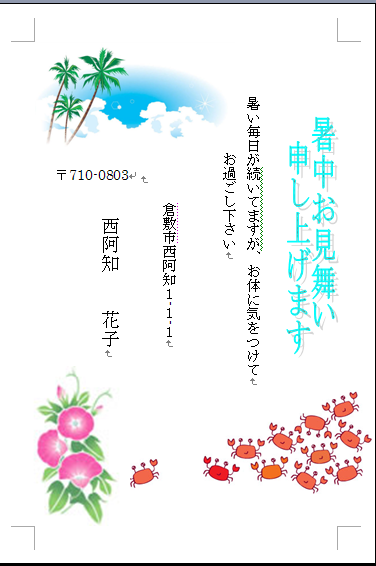 暑中お見舞い
申し上げます
暑い毎日が続いてますが、お体に気をつけて
お過ごし下さい
倉敷市西阿知1-1-1
西阿知　花子
〒710-0803